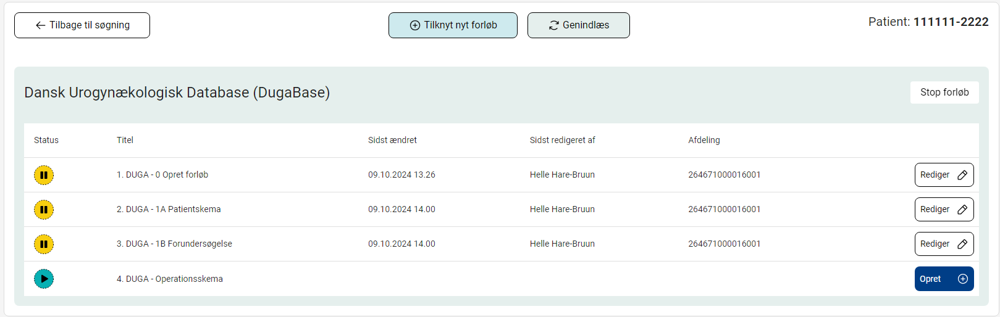 Tilbage til søgning
Tilknyt nyt forløb
Genindlæs
Patient: 111111-2222
Dansk Urogynækologisk Database (DugaBase)
Stop forløb
Status Titel Sidst ændret Sidst redigeret af Afdeling
1. DUGA - 0 Opret forløb 09.10.2024 13.26 Helle Hare-Bruun 264671000016001 Rediger
2. DUGA - 1A Patientskema 09.10.2024 14.00 Helle Hare-Bruun 264671000016001 Rediger
3. DUGA - 1B Forundersøgelse 09.10.2024 14.00 Helle Hare-Bruun 264671000016001 Rediger
4. DUGA - Operationsskema Opret